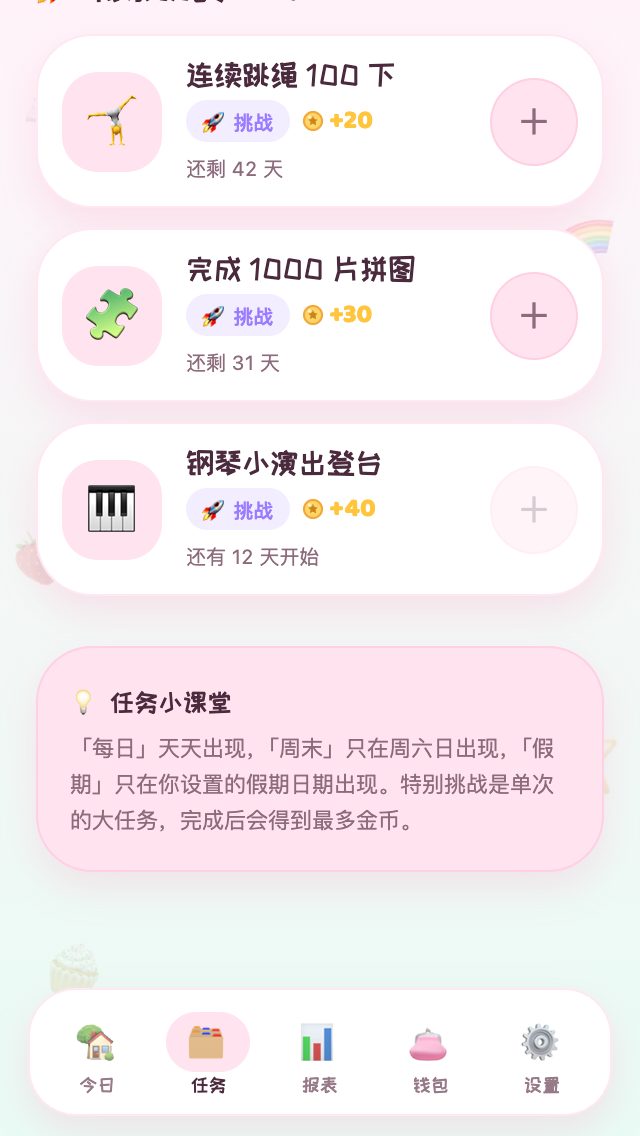 连续跳绳 100 下
挑战 +20
还剩 42 天
完成 1000 片拼图
挑战 +30
还剩 31 天
钢琴小演出登台
挑战 +40
还有 12 天开始
任务小课堂
「每日」天天出现，「周末」只在周六日出现，「假
期」只在你设置的假期日期出现。特别挑战是单次
的大任务，完成后会得到最多金币。
今日 任务 报表 钱包 设置